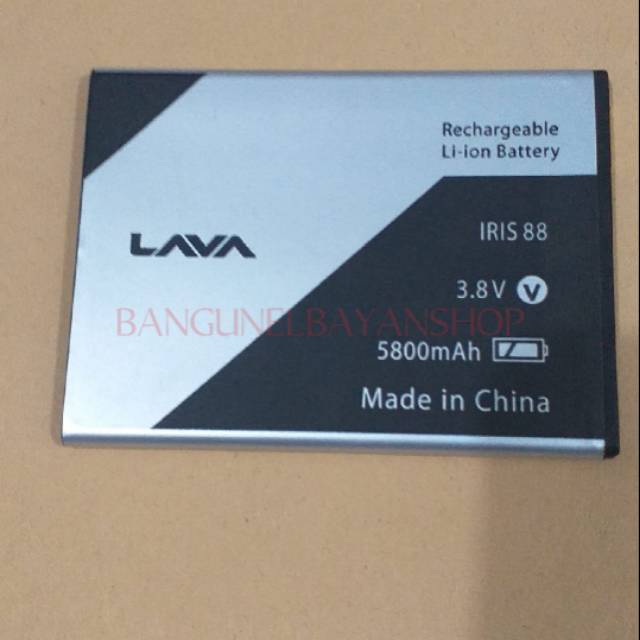 Rechargeable
Li-ion Battery
LAVA
IRIS 88
3.8V V
BANGUNELBAYANSHOP
5800mAh
Made in China